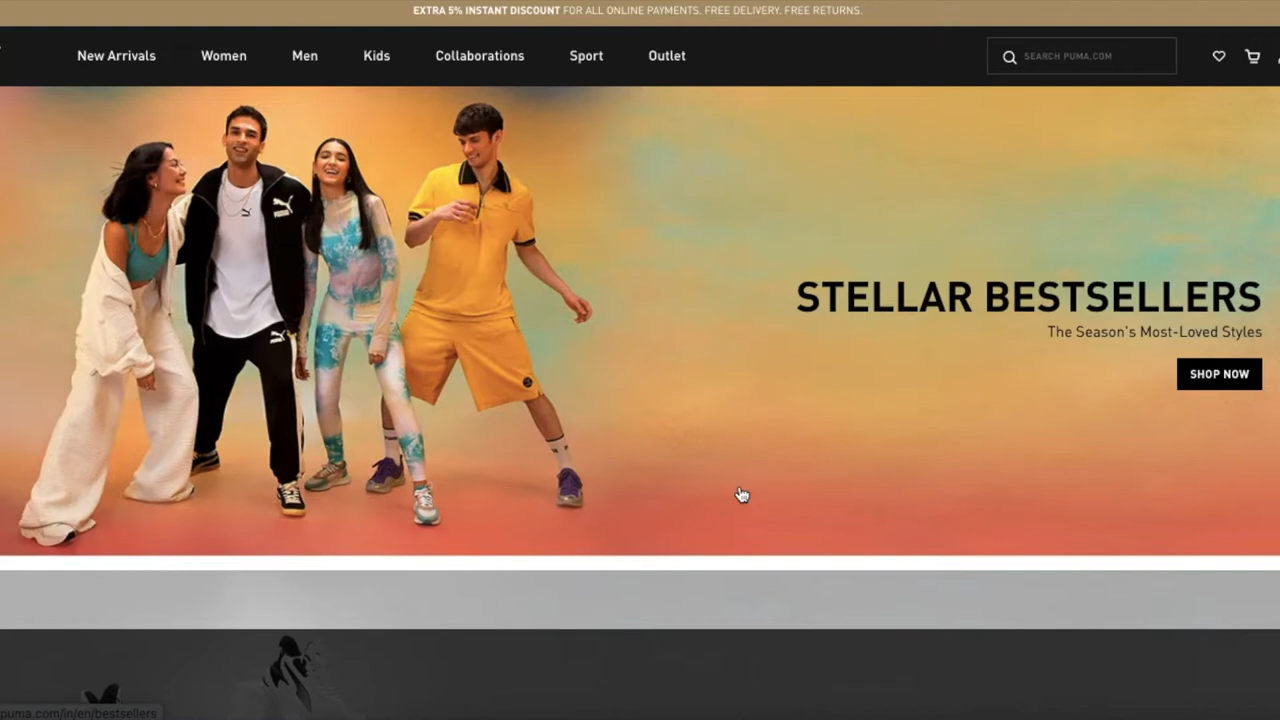 EXTRA 5% INSTANT DISCOUNT FOR ALL ONLINE PAYMENTS. FREE DELIVERY. FREE RETURNS.
New Arrivals Women Men Kids Collaborations Sport Outlet SEARCH PUMA.COM
PUMA
STELLAR BESTSELLERS
The Season's Most-Loved Styles
SHOP NOW
puma.com/in/en/bestsellers